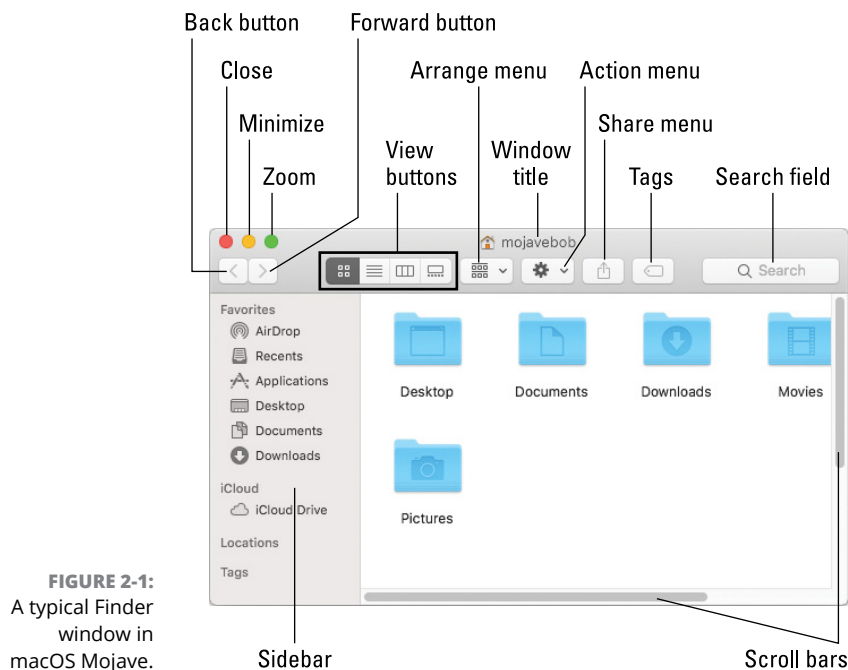 Back button
Forward button
Close
Arrange menu
Action menu
Minimize
Share menu
Zoom
View
buttons
Window
title
Tags
Search field
mojavebob
Search
Favorites
AirDrop
Recents
Applications
Desktop
Documents
Downloads
iCloud
iCloud Drive
Locations
Tags
Desktop
Documents
Downloads
Movies
Pictures
FIGURE 2-1:
A typical Finder
window in
macOS Mojave.
Sidebar
Scroll bars